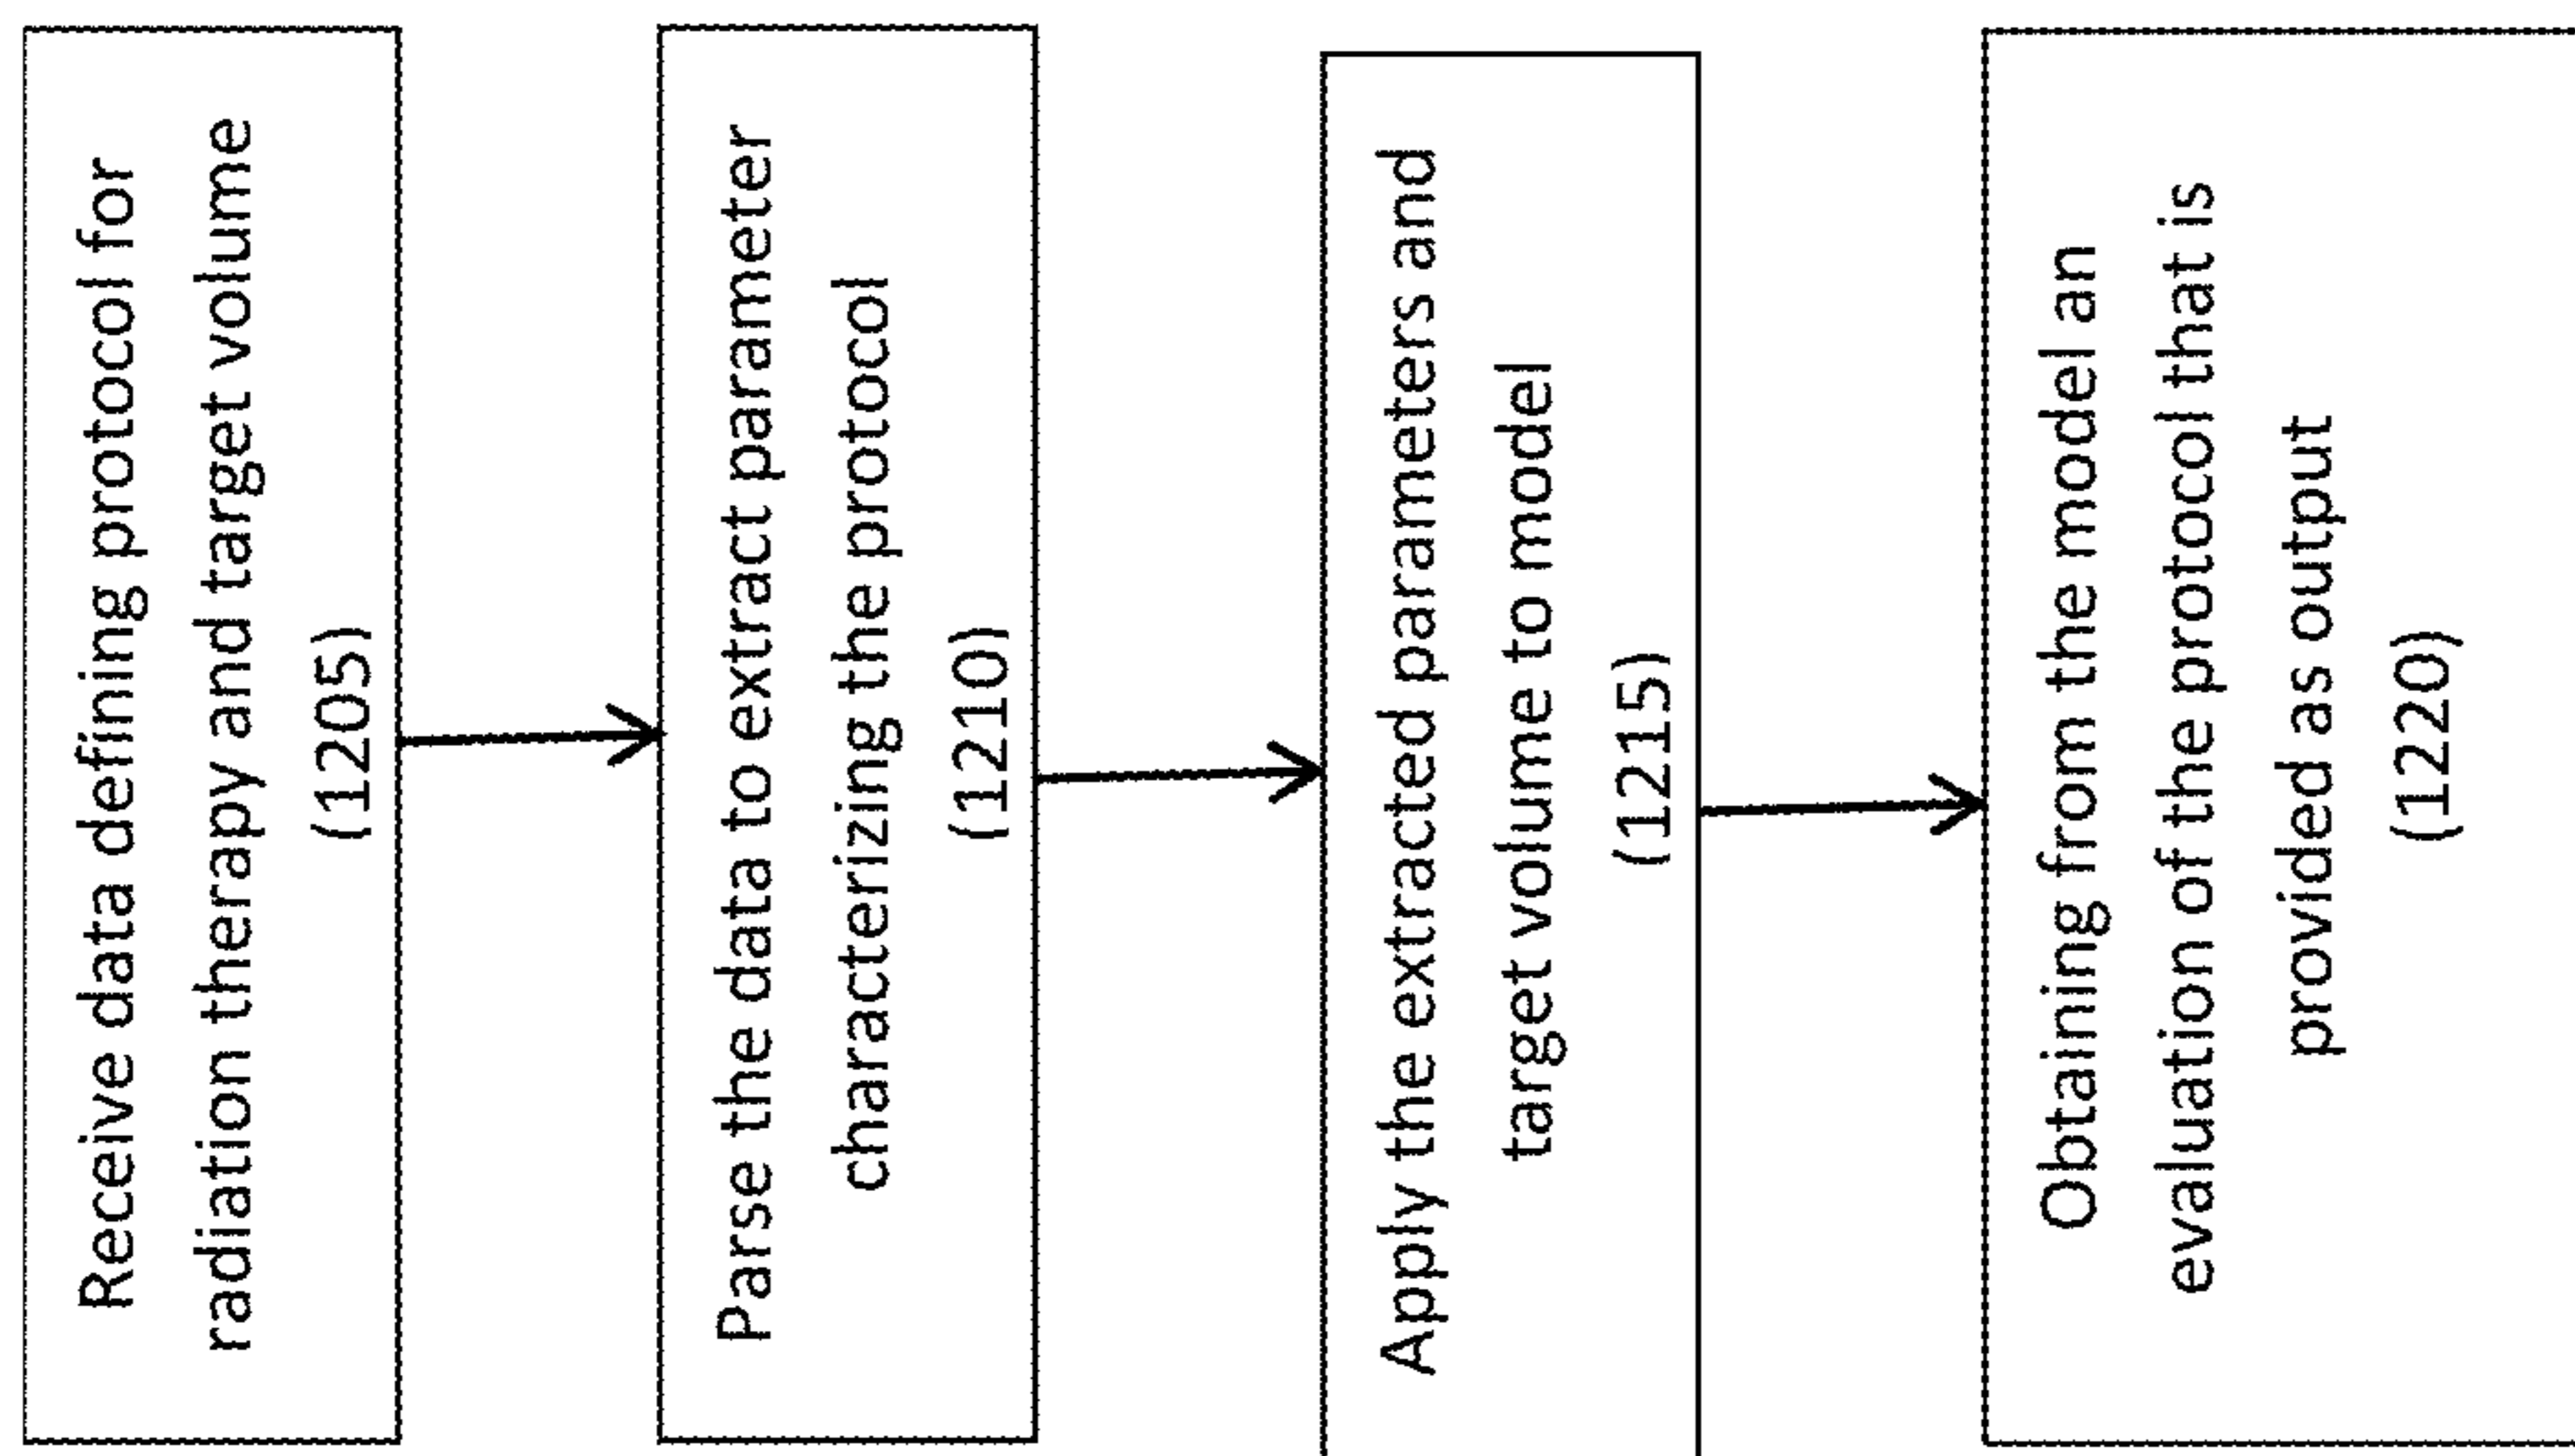 Receive data defining protocol for
radiation therapy and target volume
(1205)
Parse the data to extract parameter
characterizing the protocol
(1210)
Apply the extracted parameters and
target volume to model
(1215)
Obtaining from the model an
evaluation of the protocol that is
provided as output
(1220)